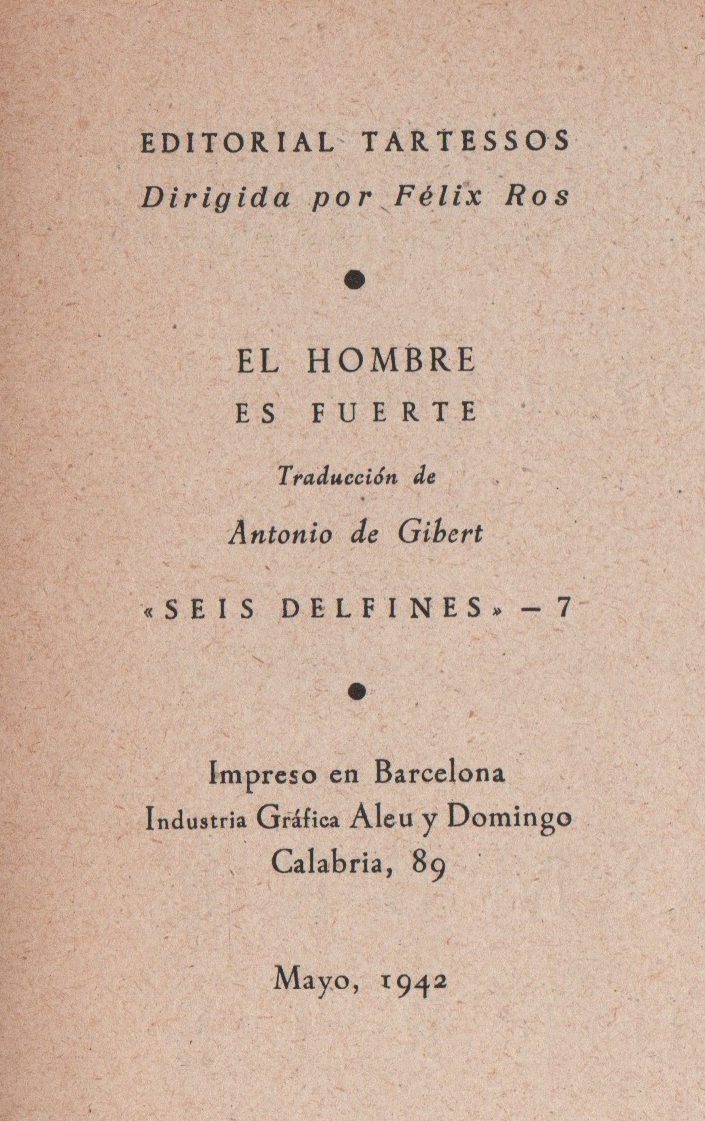 EDITORIAL TARTESSOS
Dirigida por Félix Ros
EL HOMBRE
ES FUERTE
Traducción de
Antonio de Gibert
«SEIS DELFINES» – 7
Impreso en Barcelona
Industria Gráfica Aleu y Domingo
Calabria, 89
Mayo, 1942